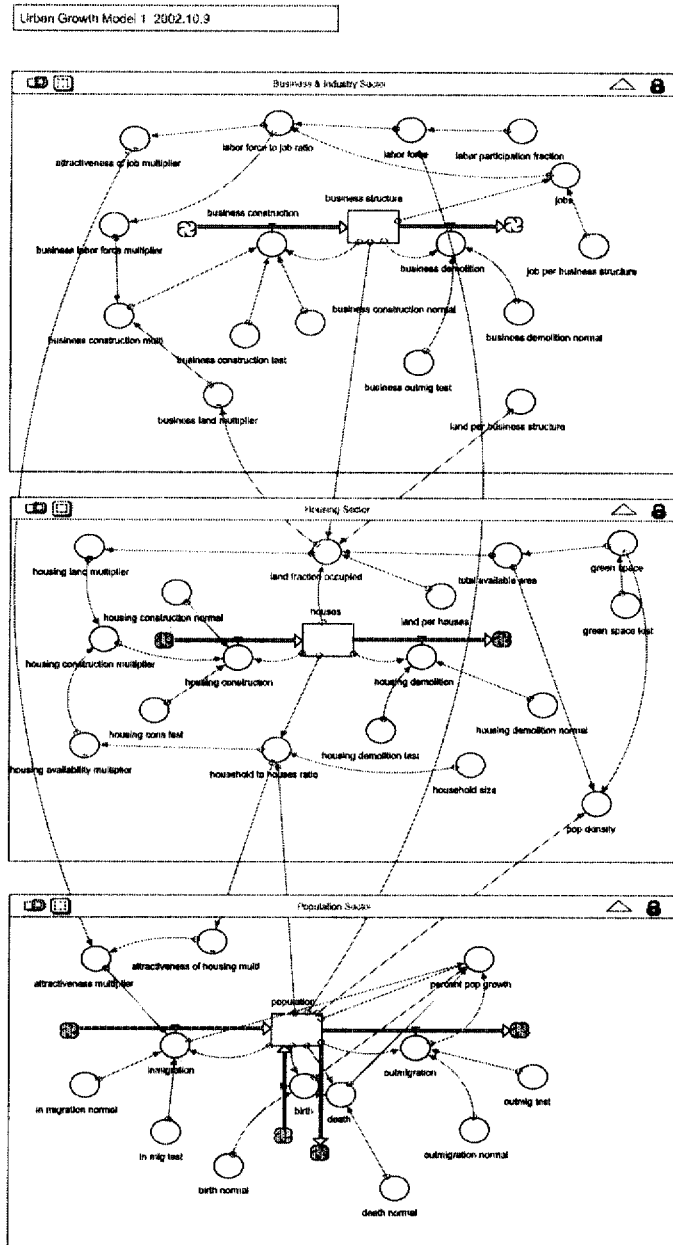 Urban Growth Model 1 2002.10.9
Business & Industry Sector
attractiveness of job multiplier
labor force to job ratio
labor force
labor participation fraction
business structure
jobs
business construction
business labor force multiplier
business demolition
job per business structure
business construction normal
business construction multi
business construction test
business demolition normal
business outmig test
business land multiplier
land per business structure
Housing Sector
housing land multiplier
land fraction occupied
total available area
green space
housing construction normal
houses
land per houses
green space lost
housing construction multiplier
housing construction
housing demolition
housing cons test
housing demolition test
housing demolition normal
housing availability multiplier
household to houses ratio
household size
pop density
Population Sector
attractiveness multiplier
attractiveness of housing multi
percent pop growth
population
inmigration
outmigration
in migration normal
birth
death
outmig test
in mig test
outmigration normal
birth normal
death normal